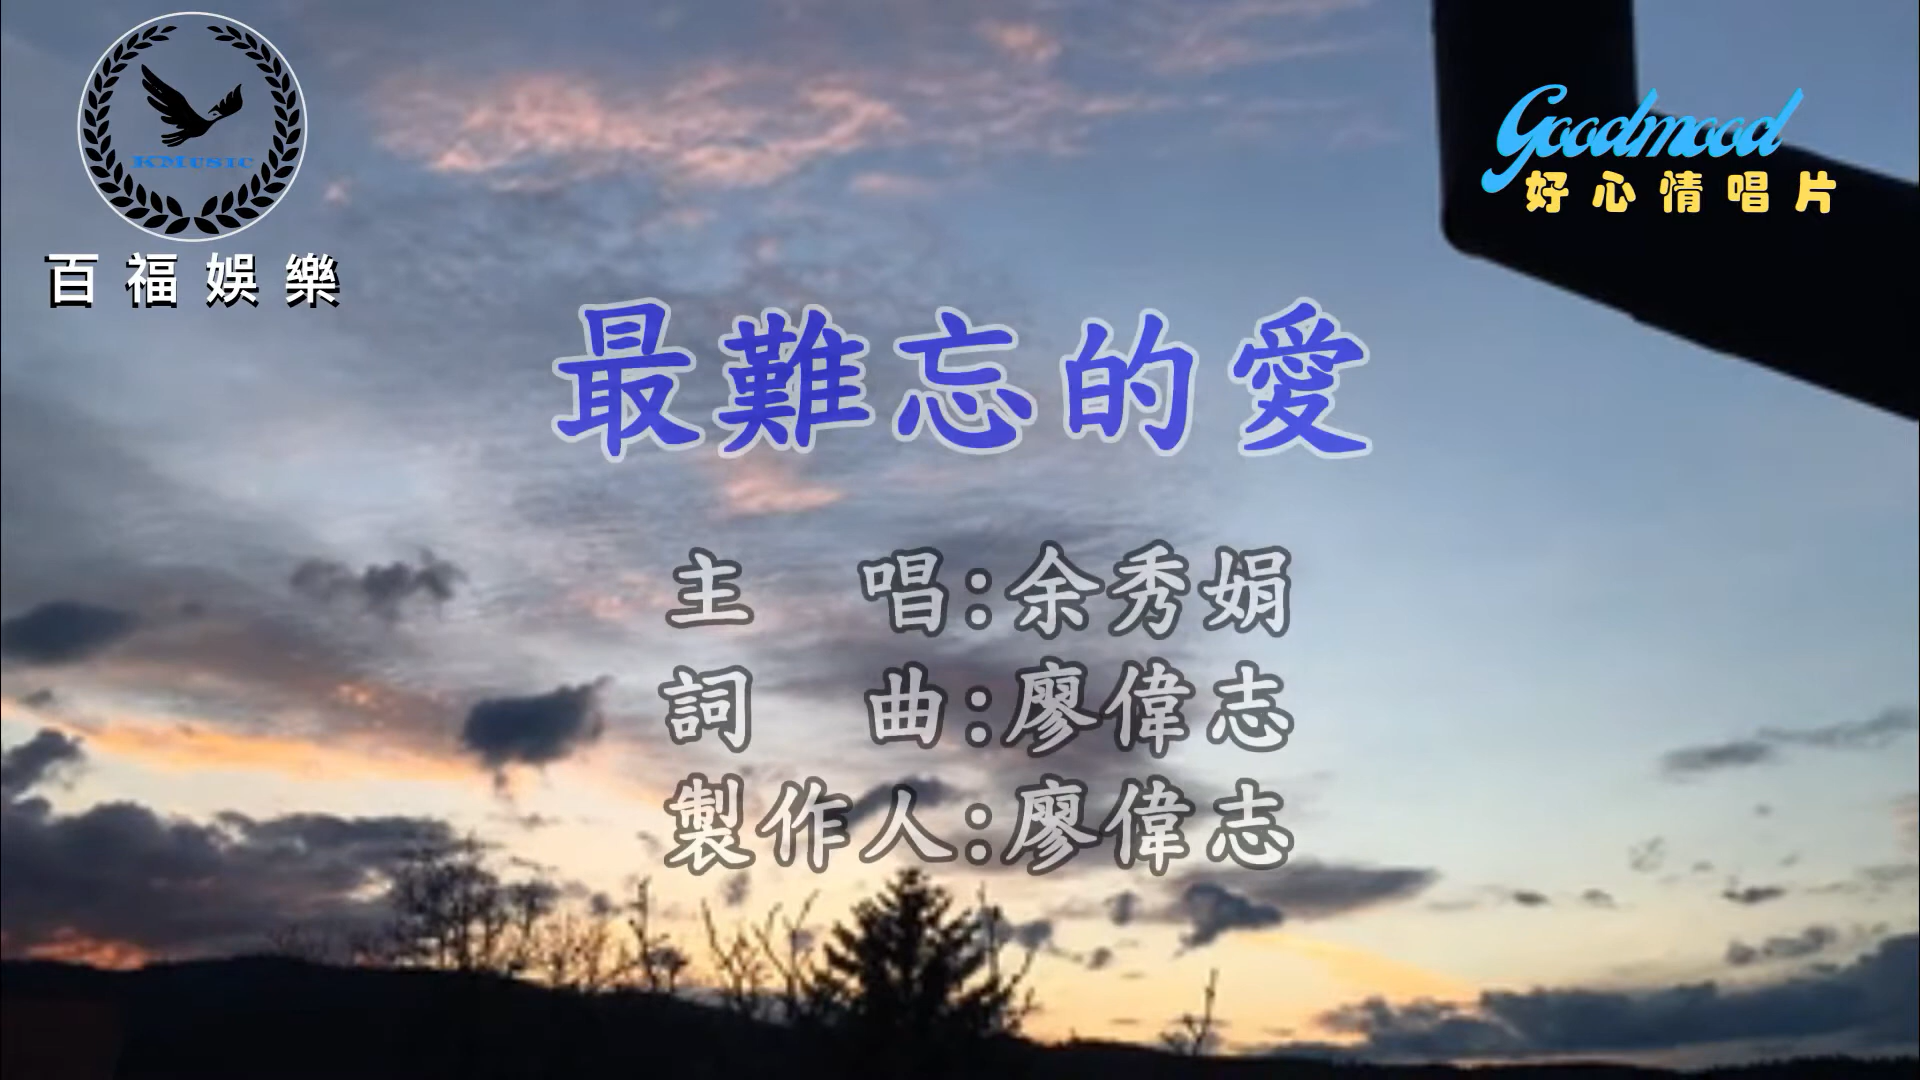 KMUSIC
百福娛樂
Goodmood
好心情唱片
最難忘的愛
主 唱:余秀娟
詞 曲:廖偉志
製作人:廖偉志